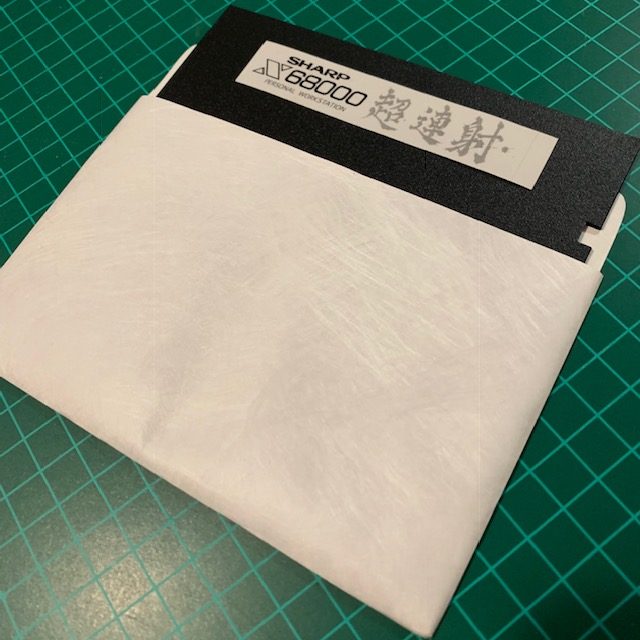 SHARP
X68000
PERSONAL WORKSTATION
超連射